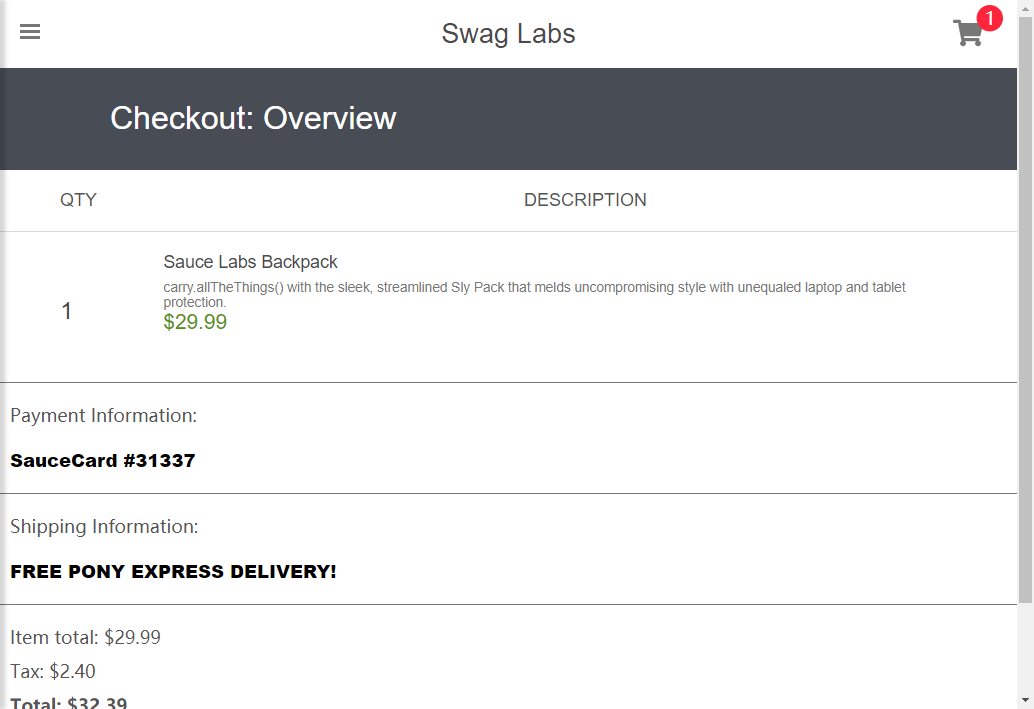 Swag Labs
1
Checkout: Overview
QTY
DESCRIPTION
Sauce Labs Backpack
carry.allTheThings() with the sleek, streamlined Sly Pack that melds uncompromising style with unequaled laptop and tablet
protection.
1
$29.99
Payment Information:
SauceCard #31337
Shipping Information:
FREE PONY EXPRESS DELIVERY!
Item total: $29.99
Tax: $2.40
Total: $32.39